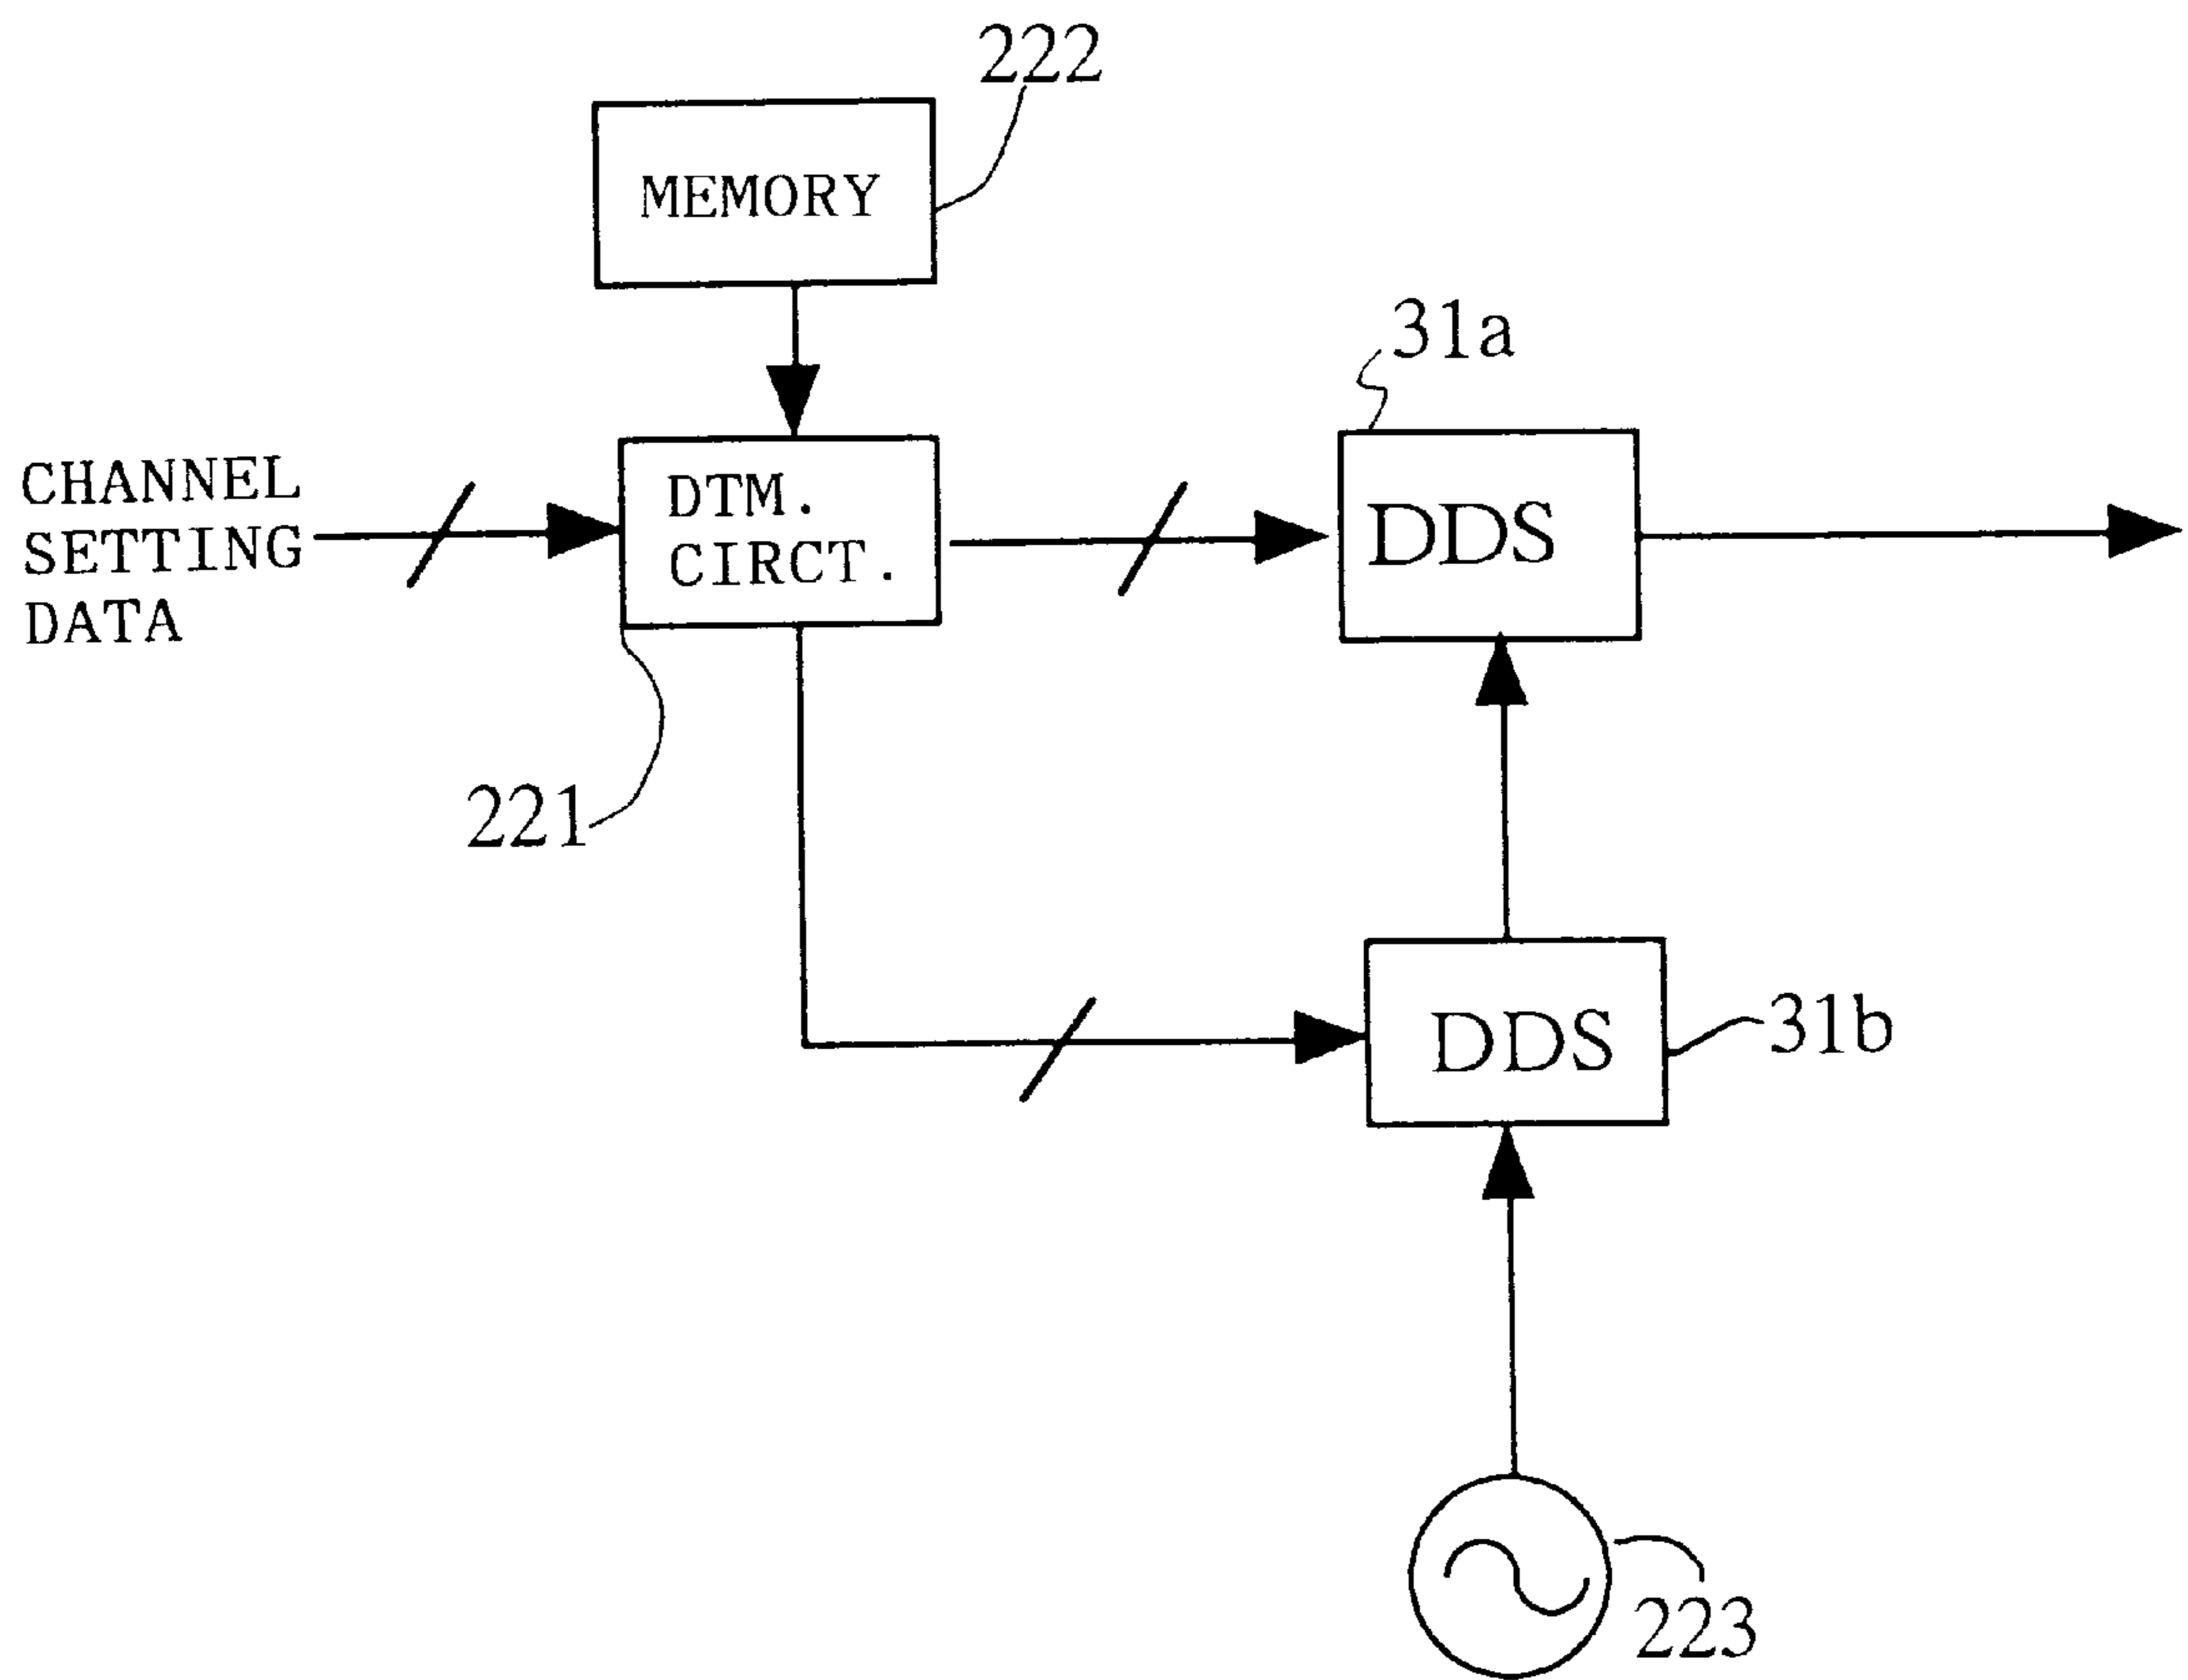 222
MEMORY
31a
CHANNEL
SETTING
DATA
DTM.
CIRCT.
DDS
221
DDS
31b
223